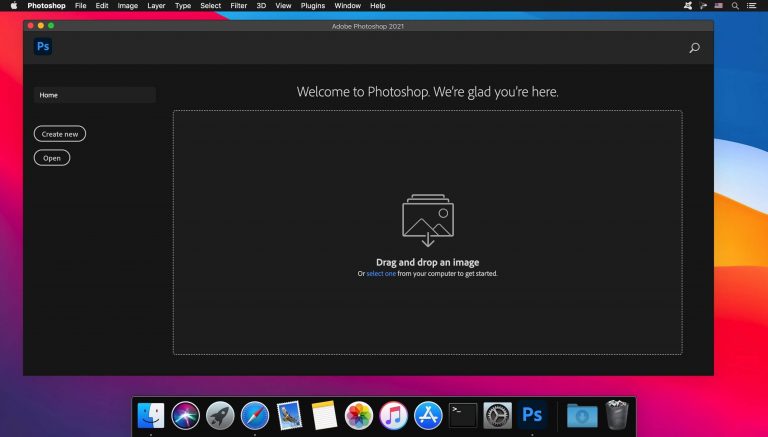 Photoshop File Edit Image Layer Type Select Filter 3D View Plugins Window Help
Adobe Photoshop 2021
Ps
Home
Welcome to Photoshop. We're glad you're here.
Create new
Open
Drag and drop an image
Or select one from your computer to get started.
>_
Ps